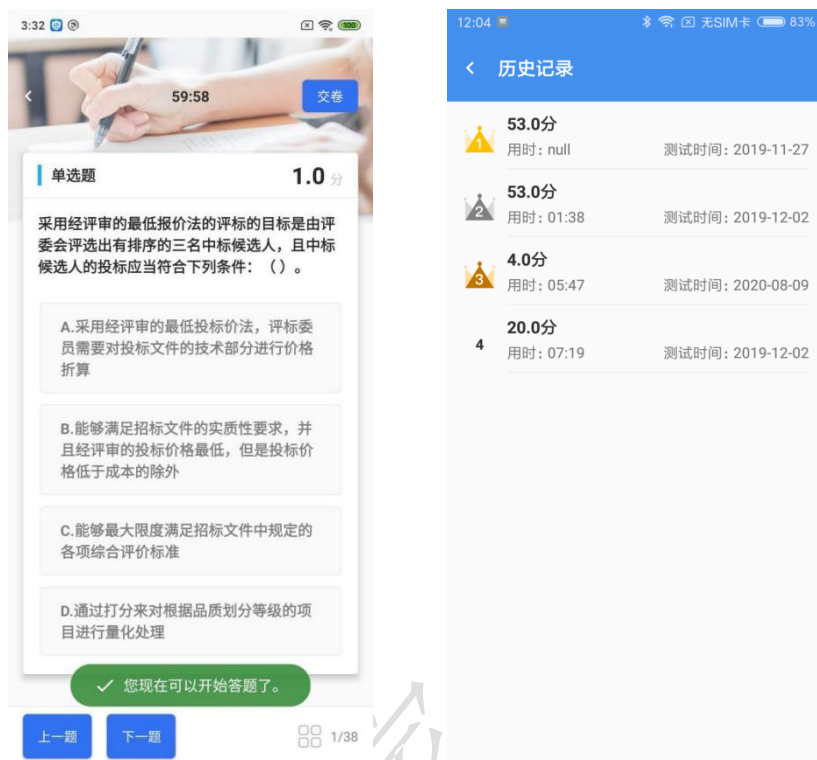 3:32
100
59:58
交卷
单选题
1.0 分
采用经评审的最低报价法的评标的目标是由评
委会评选出有排序的三名中标候选人，且中标
候选人的投标应当符合下列条件：（）。
A.采用经评审的最低投标价法，评标委
员需要对投标文件的技术部分进行价格
折算
B.能够满足招标文件的实质性要求，并
且经评审的投标价格最低，但是投标价
格低于成本的除外
C.能够最大限度满足招标文件中规定的
各项综合评价标准
D.通过打分来对根据品质划分等级的项
目进行量化处理
您现在可以开始答题了。
上一题
下一题
1/38
12:04
无SIM卡
83%
历史记录
1
53.0分
用时：null
测试时间：2019-11-27
2
53.0分
用时：01:38
测试时间：2019-12-02
3
4.0分
用时：05:47
测试时间：2020-08-09
4
20.0分
用时：07:19
测试时间：2019-12-02